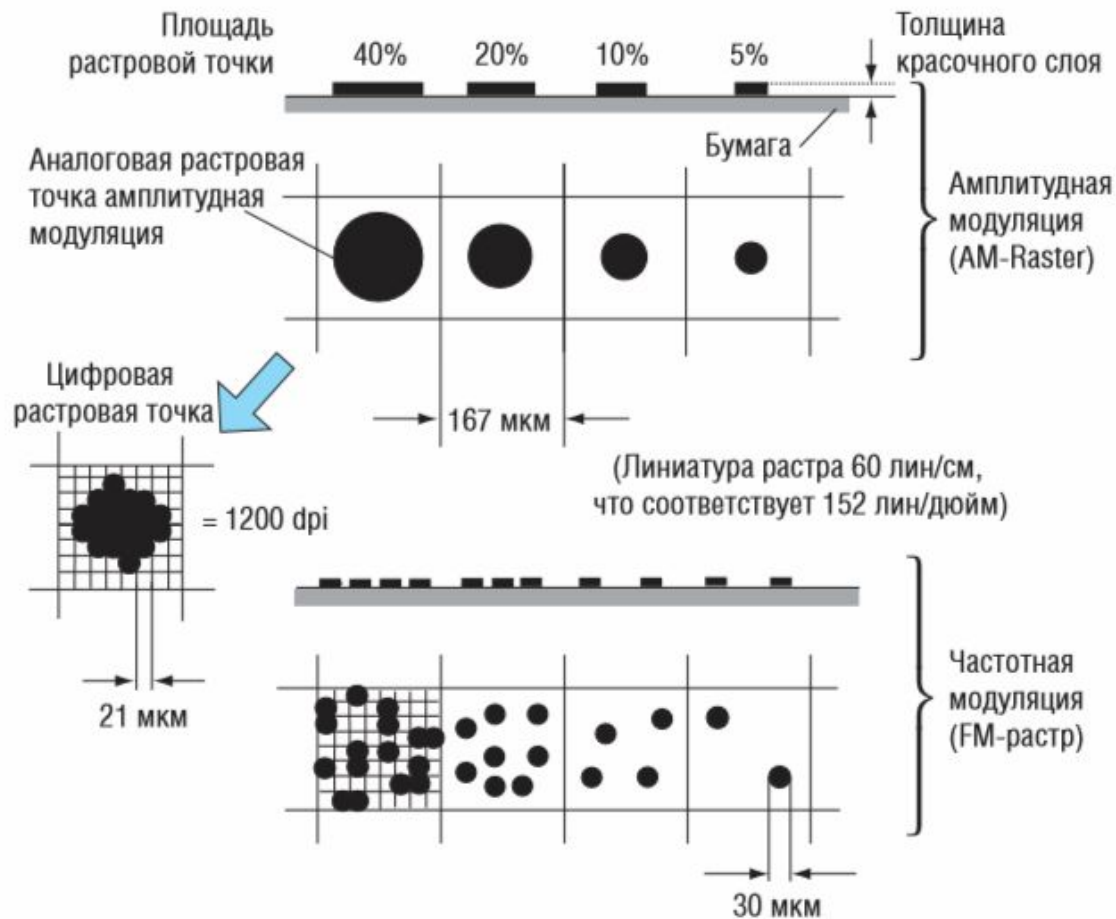 Площадь
растровой точки
40%
20%
10%
5%
Толщина
красочного слоя
Бумага
Аналоговая растровая
точка амплитудная
модуляция
Амплитудная
модуляция
(AM-Raster)
Цифровая
растровая точка
167 мкм
(Линиатура растра 60 лин/см,
что соответствует 152 лин/дюйм)
= 1200 dpi
21 мкм
Частотная
модуляция
(FM-растр)
30 мкм